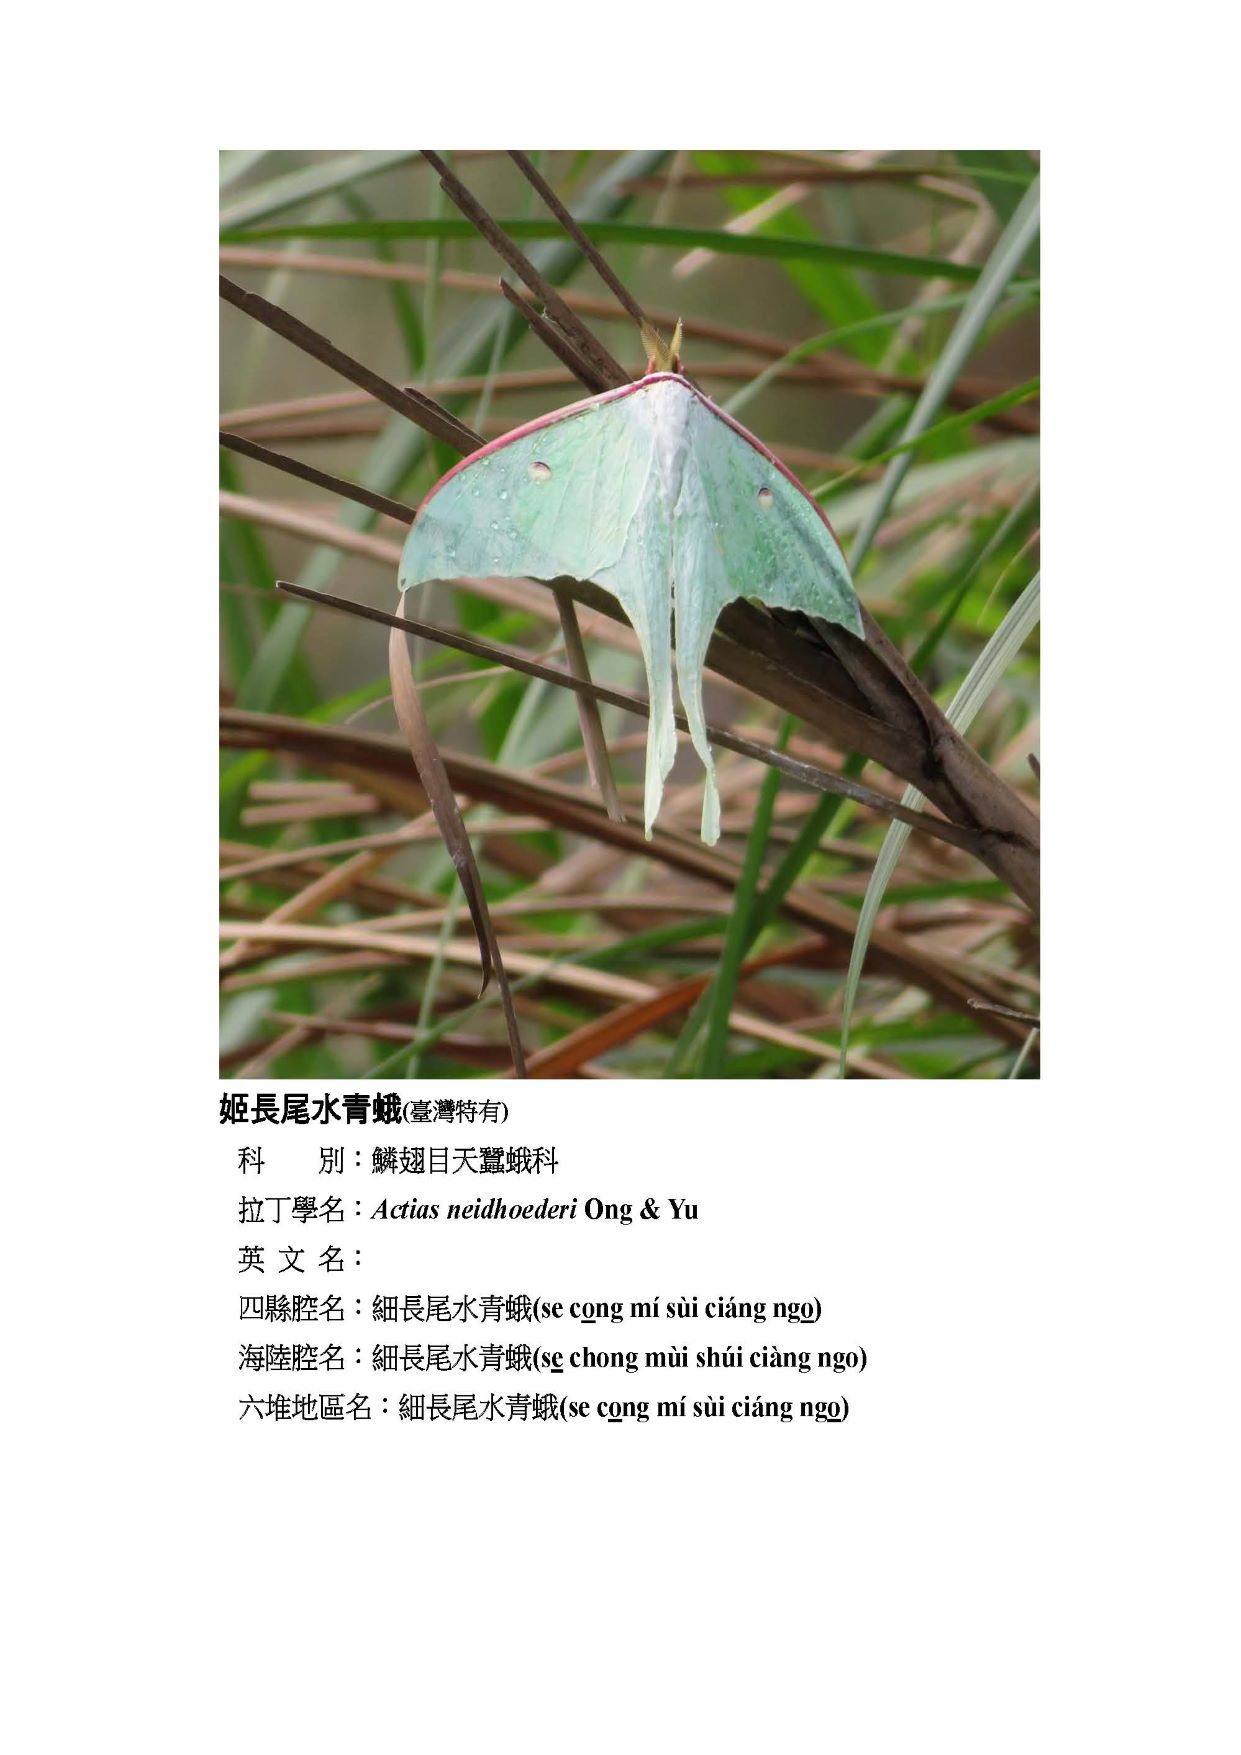 姬長尾水青蛾(臺灣特有)
科　　別：鱗翅目天蠶蛾科
拉丁學名：Actias neidhoederi Ong & Yu
英 文 名：
四縣腔名：細長尾水青蛾(se co̲ng mí sùi ciáng ngo̲)
海陸腔名：細長尾水青蛾(se̲ chong mùi shúi ciàng ngo)
六堆地區名：細長尾水青蛾(se co̲ng mí sùi ciáng ngo̲)